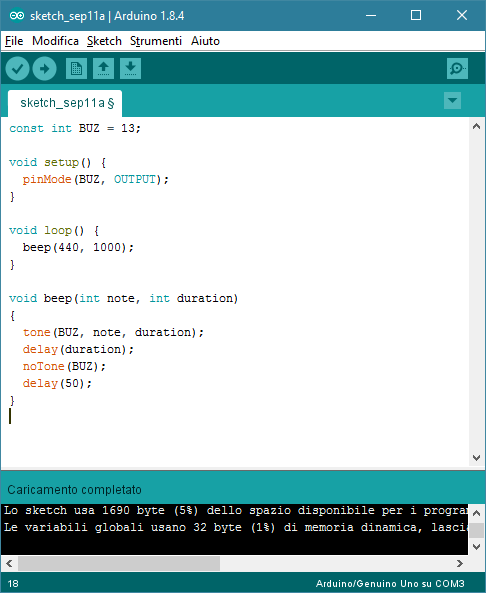 sketch_sep11a | Arduino 1.8.4
File Modifica Sketch Strumenti Aiuto
sketch_sep11a §
const int BUZ = 13;
void setup() {
pinMode(BUZ, OUTPUT);
}
void loop() {
beep(440, 1000);
}
void beep(int note, int duration)
{
tone(BUZ, note, duration);
delay(duration);
noTone(BUZ);
delay(50);
}
Caricamento completato
Lo sketch usa 1690 byte (5%) dello spazio disponibile per i
Le variabili globali usano 32 byte (1%) di memoria dinamica,
18 Arduino/Genuino Uno su COM3